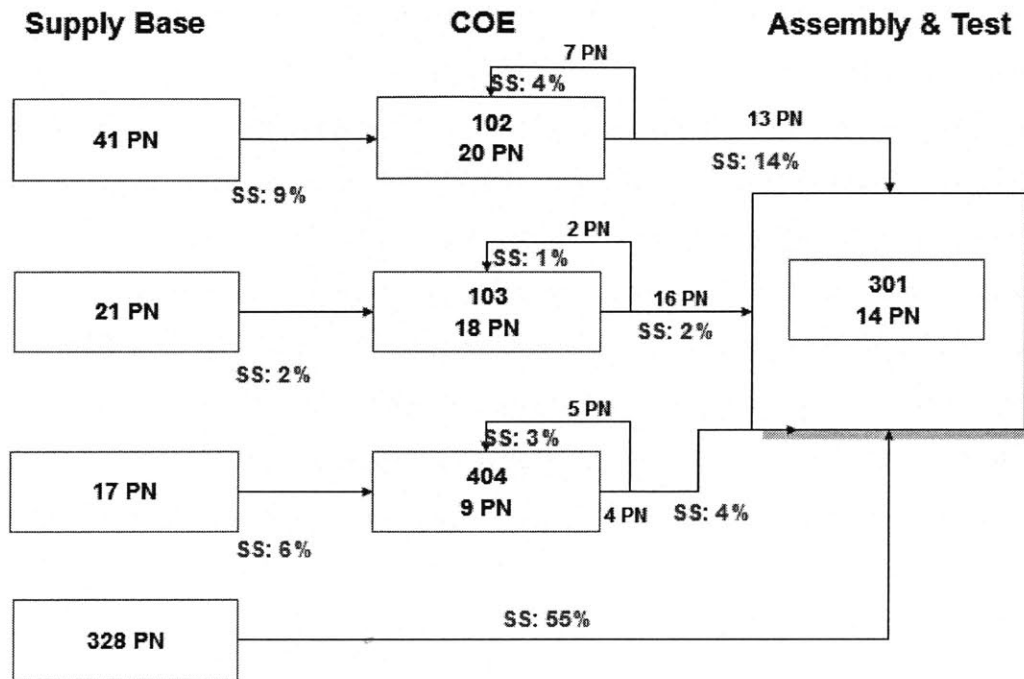 Supply Base
COE
Assembly & Test
7 PN
SS: 4%
41 PN
102
20 PN
13 PN
SS: 14%
SS: 9%
2 PN
SS: 1%
21 PN
103
18 PN
16 PN
SS: 2%
301
14 PN
SS: 2%
5 PN
SS: 3%
17 PN
404
9 PN
4 PN
SS: 4%
SS: 6%
328 PN
SS: 55%